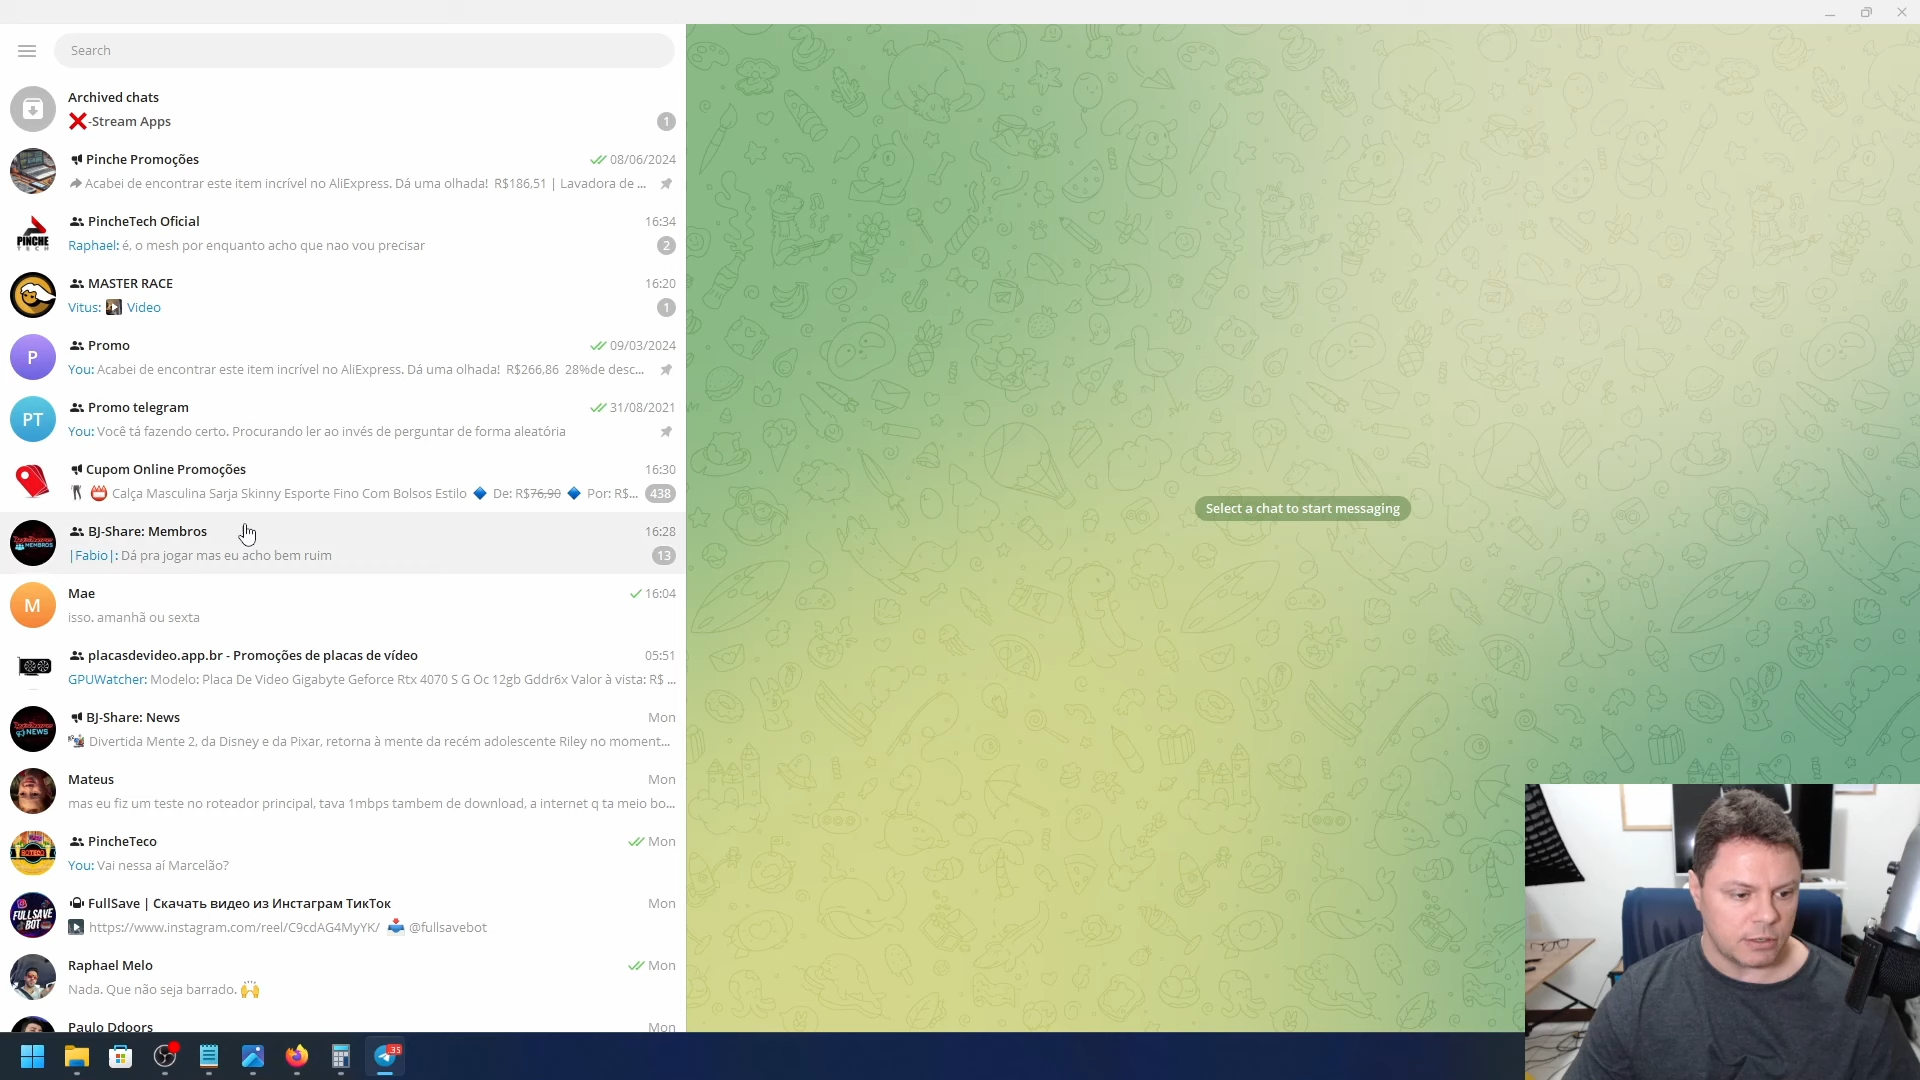 Search
Archived chats
❌-Stream Apps
1
Pinche Promoções
08/06/2024
Acabei de encontrar este item incrível no AliExpress. Dá uma olhada! R$186,51 | Lavadora de ...
PINCHE
TECH
PincheTech Oficial
16:34
Raphael: é, o mesh por enquanto acho que nao vou precisar
2
MASTER RACE
16:20
Vitus: Video
1
P
Promo
09/03/2024
You: Acabei de encontrar este item incrível no AliExpress. Dá uma olhada! R$266,86 28%de desc...
PT
Promo telegram
31/08/2021
You: Você tá fazendo certo. Procurando ler ao invés de perguntar de forma aleatória
Cupom Online Promoções
16:30
Calça Masculina Sarja Skinny Esporte Fino Com Bolsos Estilo 🔷 De: R$76,90 🔷 Por: R$...
438
BJ-Share: Membros
16:28
|Fabio|: Dá pra jogar mas eu acho bem ruim
13
M
Mae
16:04
isso. amanhã ou sexta
placasdevideo.app.br - Promoções de placas de vídeo
05:51
GPUWatcher: Modelo: Placa De Video Gigabyte Geforce Rtx 4070 S G Oc 12gb Gddr6x Valor à vista: R$ ...
NEWS
BJ-Share: News
Mon
Divertida Mente 2, da Disney e da Pixar, retorna à mente da recém adolescente Riley no moment...
Mateus
Mon
mas eu fiz um teste no roteador principal, tava 1mbps tambem de download, a internet q ta meio bo...
PincheTeco
Mon
You: Vai nessa aí Marcelão?
FULLSAVE
BOT
FullSave | Скачать видео из Инстаграм ТикТок
Mon
https://www.instagram.com/reel/C9cdAG4MyYK/ 📥 @fullsavebot
Raphael Melo
Mon
Nada. Que não seja barrado. 🙌
Paulo Ddoors
Mon
Select a chat to start messaging
35